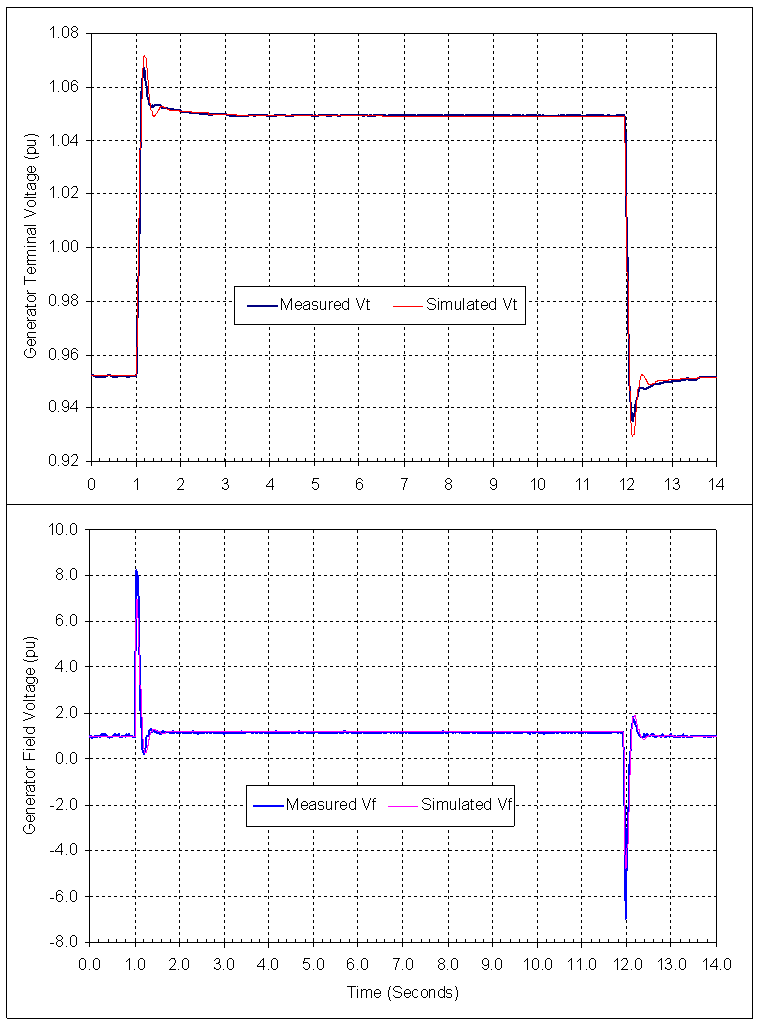 1.08
1.06
1.04
1.02
1.00
0.98
0.96
0.94
0.92
Generator Terminal Voltage (pu)
Measured Vt Simulated Vt
0 1 2 3 4 5 6 7 8 9 10 11 12 13 14
10.0
8.0
6.0
4.0
2.0
0.0
-2.0
-4.0
-6.0
-8.0
Generator Field Voltage (pu)
Measured Vf Simulated Vf
0.0 1.0 2.0 3.0 4.0 5.0 6.0 7.0 8.0 9.0 10.0 11.0 12.0 13.0 14.0
Time (Seconds)